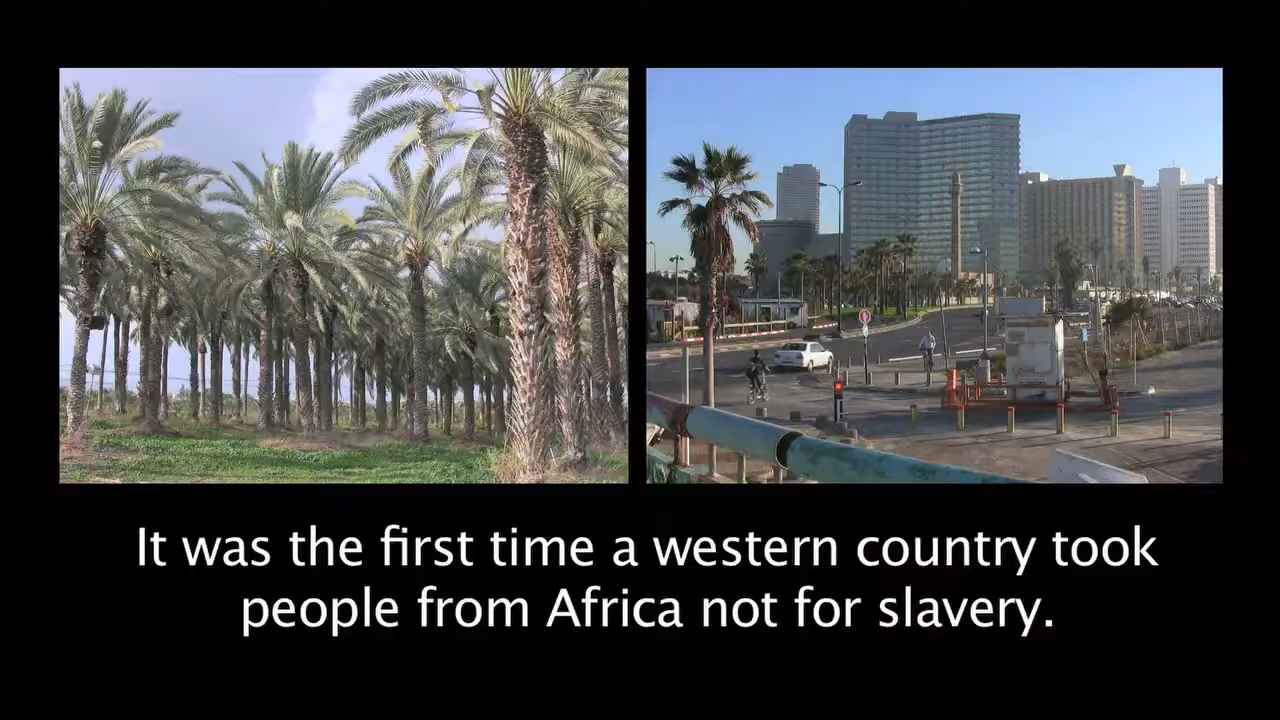 It was the first time a western country took
people from Africa not for slavery.